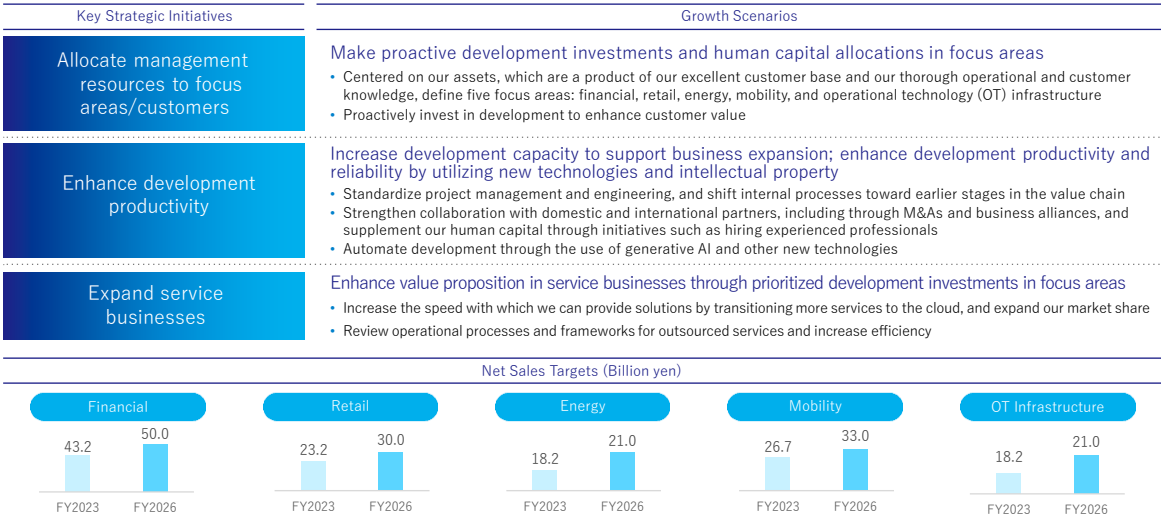 Key Strategic Initiatives
Growth Scenarios
Allocate management
resources to focus
areas/customers
Make proactive development investments and human capital allocations in focus areas
• Centered on our assets, which are a product of our excellent customer base and our thorough operational and customer
knowledge, define five focus areas: financial, retail, energy, mobility, and operational technology (OT) infrastructure
• Proactively invest in development to enhance customer value
Enhance development
productivity
Increase development capacity to support business expansion; enhance development productivity and
reliability by utilizing new technologies and intellectual property
• Standardize project management and engineering, and shift internal processes toward earlier stages in the value chain
• Strengthen collaboration with domestic and international partners, including through M&As and business alliances, and
supplement our human capital through initiatives such as hiring experienced professionals
• Automate development through the use of generative AI and other new technologies
Expand service
businesses
Enhance value proposition in service businesses through prioritized development investments in focus areas
• Increase the speed with which we can provide solutions by transitioning more services to the cloud, and expand our market share
• Review operational processes and frameworks for outsourced services and increase efficiency
Net Sales Targets (Billion yen)
Financial
43.2
50.0
FY2023
FY2026
Retail
23.2
30.0
FY2023
FY2026
Energy
18.2
21.0
FY2023
FY2026
Mobility
26.7
33.0
FY2023
FY2026
OT Infrastructure
18.2
21.0
FY2023
FY2026